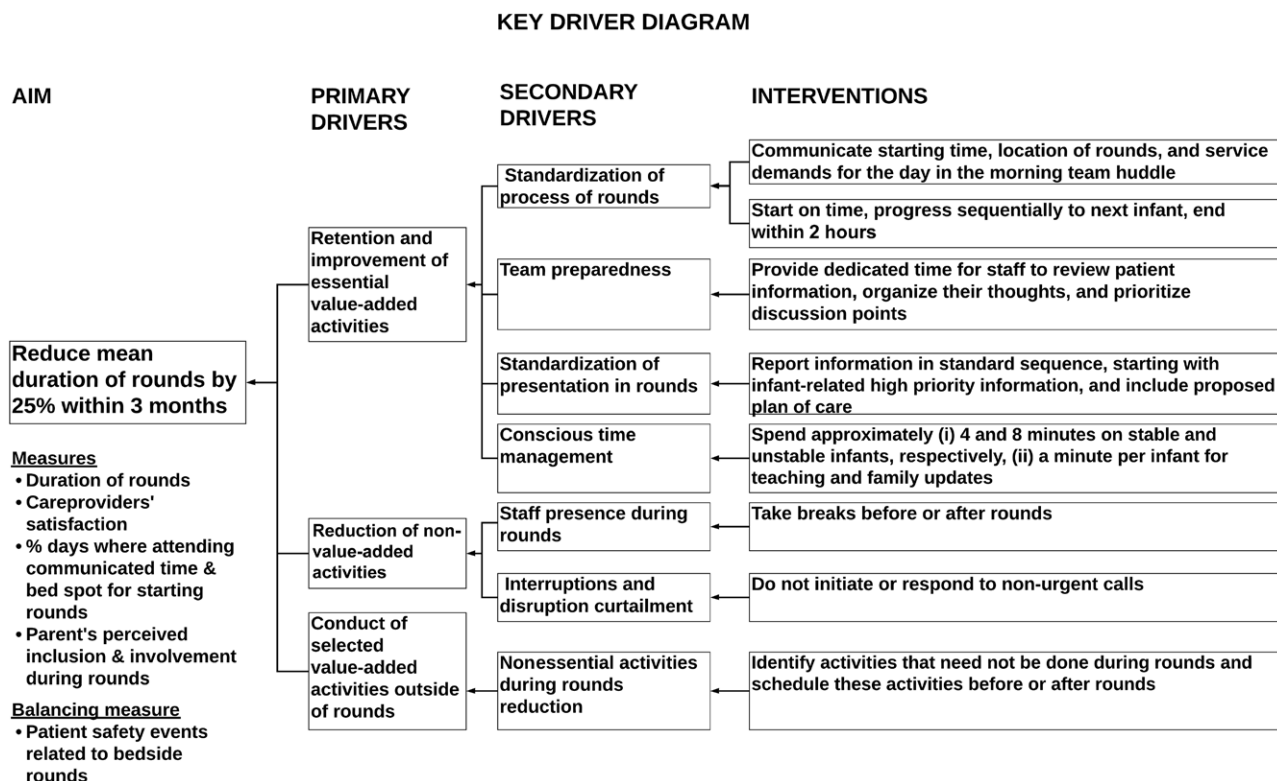 KEY DRIVER DIAGRAM
AIM
PRIMARY
DRIVERS
SECONDARY
DRIVERS
INTERVENTIONS
Reduce mean
duration of rounds by
25% within 3 months
Measures
• Duration of rounds
• Careproviders'
satisfaction
• % days where attending
communicated time &
bed spot for starting
rounds
• Parent's perceived
inclusion & involvement
during rounds
Balancing measure
• Patient safety events
related to bedside
rounds
Retention and
improvement of
essential
value-added
activities
Reduction of non-
value-added
activities
Conduct of
selected
value-added
activities outside
of rounds
Standardization of
process of rounds
Team preparedness
Standardization of
presentation in rounds
Conscious time
management
Staff presence during
rounds
Interruptions and
disruption curtailment
Nonessential activities
during rounds
reduction
Communicate starting time, location of rounds, and service
demands for the day in the morning team huddle
Start on time, progress sequentially to next infant, end
within 2 hours
Provide dedicated time for staff to review patient
information, organize their thoughts, and prioritize
discussion points
Report information in standard sequence, starting with
infant-related high priority information, and include proposed
plan of care
Spend approximately (i) 4 and 8 minutes on stable and
unstable infants, respectively, (ii) a minute per infant for
teaching and family updates
Take breaks before or after rounds
Do not initiate or respond to non-urgent calls
Identify activities that need not be done during rounds and
schedule these activities before or after rounds